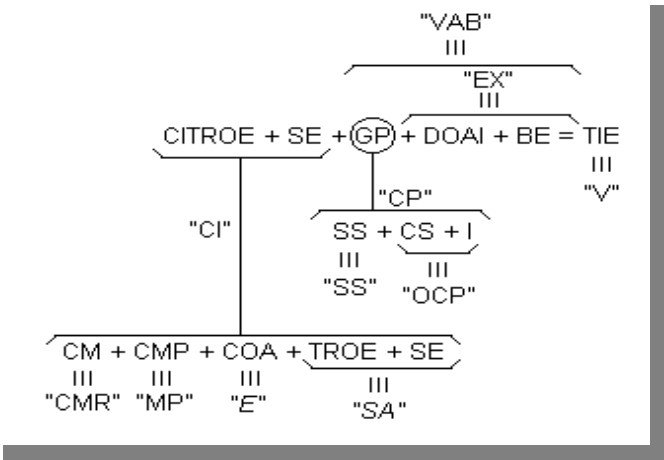 "VAB"
III
"EX"
III
CITROE + SE + GP + DOAI + BE = TIE
III
"V"
"CP"
"CI"
SS + CS + I
III
III
"SS"
"OCP"
CM + CMP + COA + TROE + SE
III III III III
"CMR" "MP" "E" "SA"